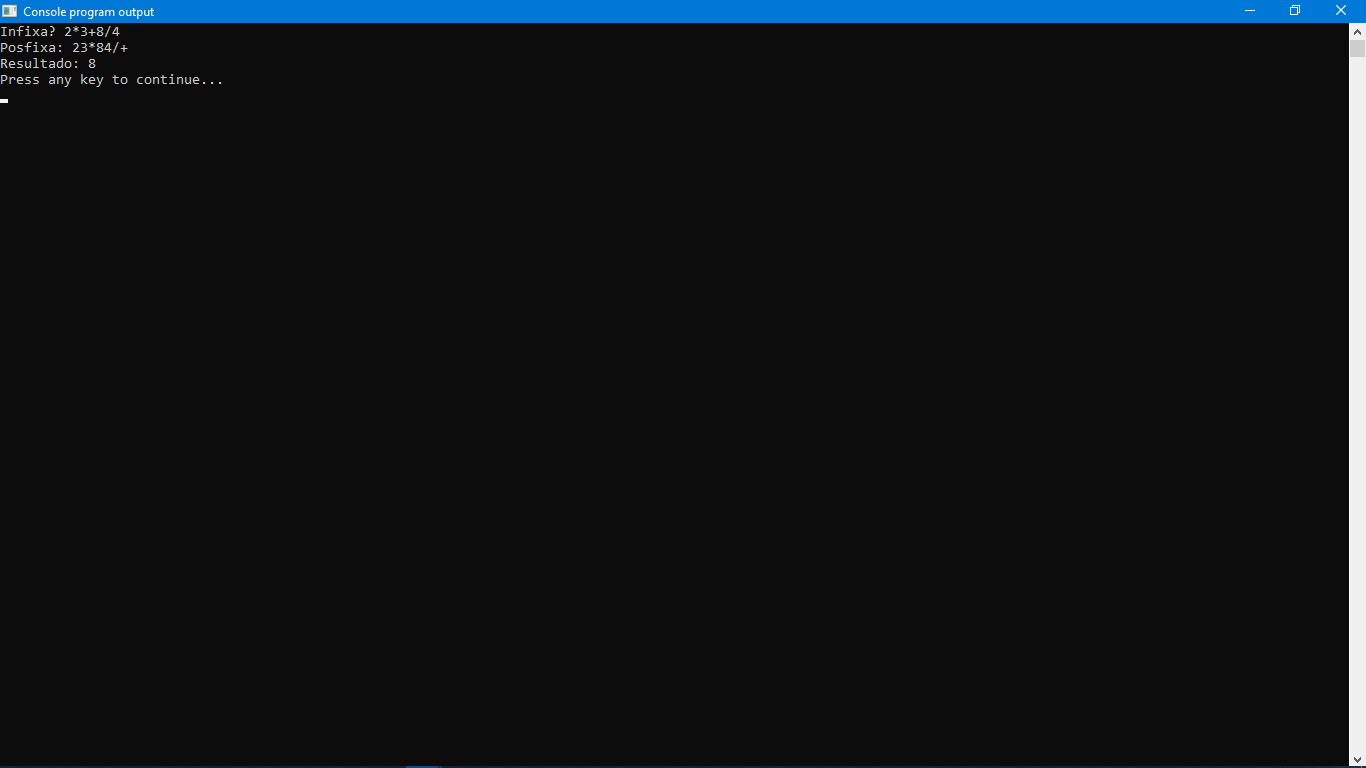 Console program output
Infixa? 2*3+8/4
Posfixa: 23*84/+
Resultado: 8
Press any key to continue...